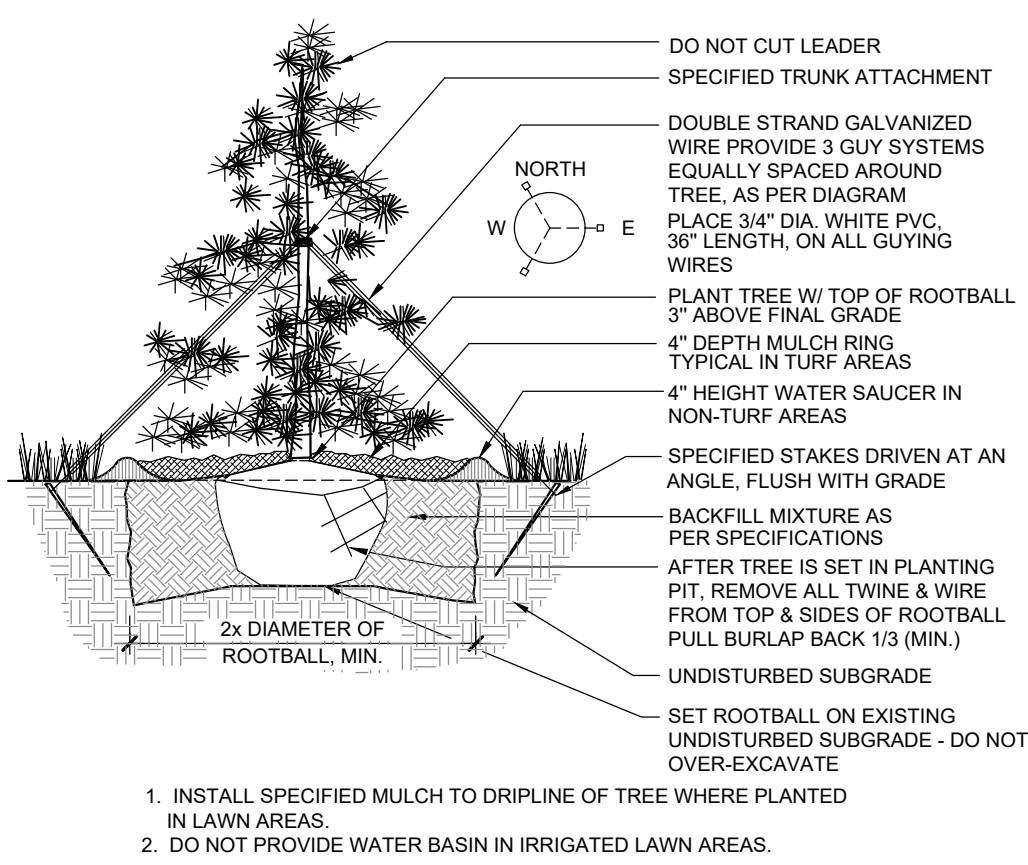 DO NOT CUT LEADER
SPECIFIED TRUNK ATTACHMENT
DOUBLE STRAND GALVANIZED
WIRE PROVIDE 3 GUY SYSTEMS
EQUALLY SPACED AROUND
TREE, AS PER DIAGRAM
PLACE 3/4" DIA. WHITE PVC,
36" LENGTH, ON ALL GUYING
WIRES
NORTH
W
E
PLANT TREE W/ TOP OF ROOTBALL
3" ABOVE FINAL GRADE
4" DEPTH MULCH RING
TYPICAL IN TURF AREAS
4" HEIGHT WATER SAUCER IN
NON-TURF AREAS
SPECIFIED STAKES DRIVEN AT AN
ANGLE, FLUSH WITH GRADE
BACKFILL MIXTURE AS
PER SPECIFICATIONS
AFTER TREE IS SET IN PLANTING
PIT, REMOVE ALL TWINE & WIRE
FROM TOP & SIDES OF ROOTBALL
PULL BURLAP BACK 1/3 (MIN.)
2x DIAMETER OF
ROOTBALL, MIN.
UNDISTURBED SUBGRADE
SET ROOTBALL ON EXISTING
UNDISTURBED SUBGRADE - DO NOT
OVER-EXCAVATE
1. INSTALL SPECIFIED MULCH TO DRIPLINE OF TREE WHERE PLANTED
IN LAWN AREAS.
2. DO NOT PROVIDE WATER BASIN IN IRRIGATED LAWN AREAS.